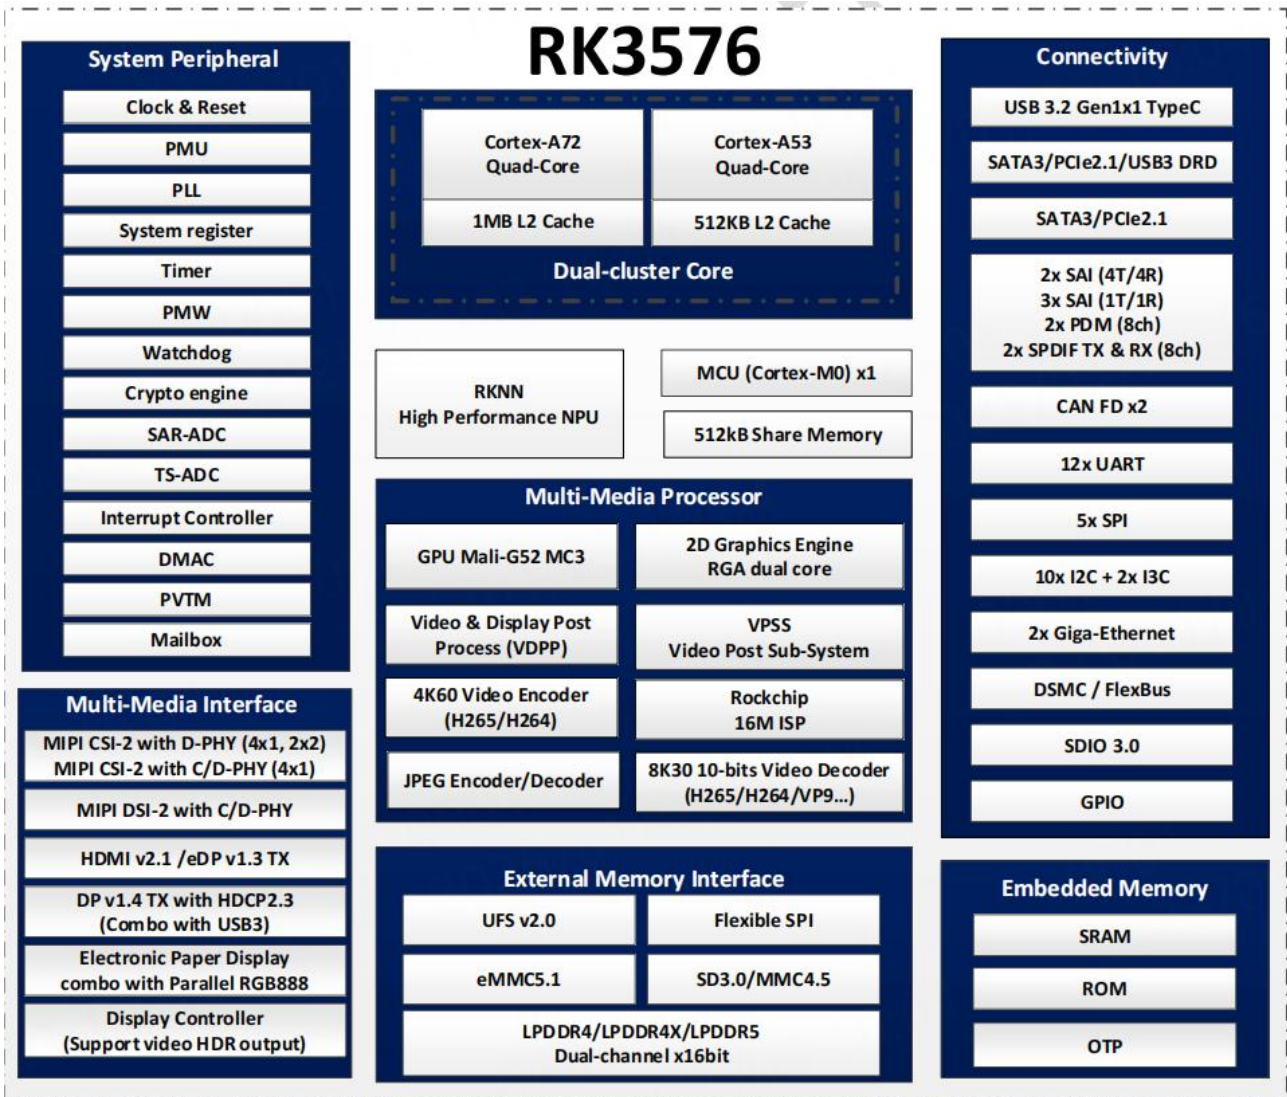 RK3576
System Peripheral
Clock & Reset
PMU
PLL
System register
Timer
PMW
Watchdog
Crypto engine
SAR-ADC
TS-ADC
Interrupt Controller
DMAC
PVTM
Mailbox
Multi-Media Interface
MIPI CSI-2 with D-PHY (4x1, 2x2)
MIPI CSI-2 with C/D-PHY (4x1)
MIPI DSI-2 with C/D-PHY
HDMI v2.1 /eDP v1.3 TX
DP v1.4 TX with HDCP2.3
(Combo with USB3)
Electronic Paper Display
combo with Parallel RGB888
Display Controller
(Support video HDR output)
Cortex-A72
Quad-Core
1MB L2 Cache
Cortex-A53
Quad-Core
512KB L2 Cache
Dual-cluster Core
RKNN
High Performance NPU
MCU (Cortex-M0) x1
512kB Share Memory
Multi-Media Processor
GPU Mali-G52 MC3
2D Graphics Engine
RGA dual core
Video & Display Post
Process (VDPP)
VPSS
Video Post Sub-System
4K60 Video Encoder
(H265/H264)
Rockchip
16M ISP
JPEG Encoder/Decoder
8K30 10-bits Video Decoder
(H265/H264/VP9...)
External Memory Interface
UFS v2.0
Flexible SPI
eMMC5.1
SD3.0/MMC4.5
LPDDR4/LPDDR4X/LPDDR5
Dual-channel x16bit
Connectivity
USB 3.2 Gen1x1 TypeC
SATA3/PCIe2.1/USB3 DRD
SATA3/PCIe2.1
2x SAI (4T/4R)
3x SAI (1T/1R)
2x PDM (8ch)
2x SPDIF TX & RX (8ch)
CAN FD x2
12x UART
5x SPI
10x I2C + 2x I3C
2x Giga-Ethernet
DSMC / FlexBus
SDIO 3.0
GPIO
Embedded Memory
SRAM
ROM
OTP